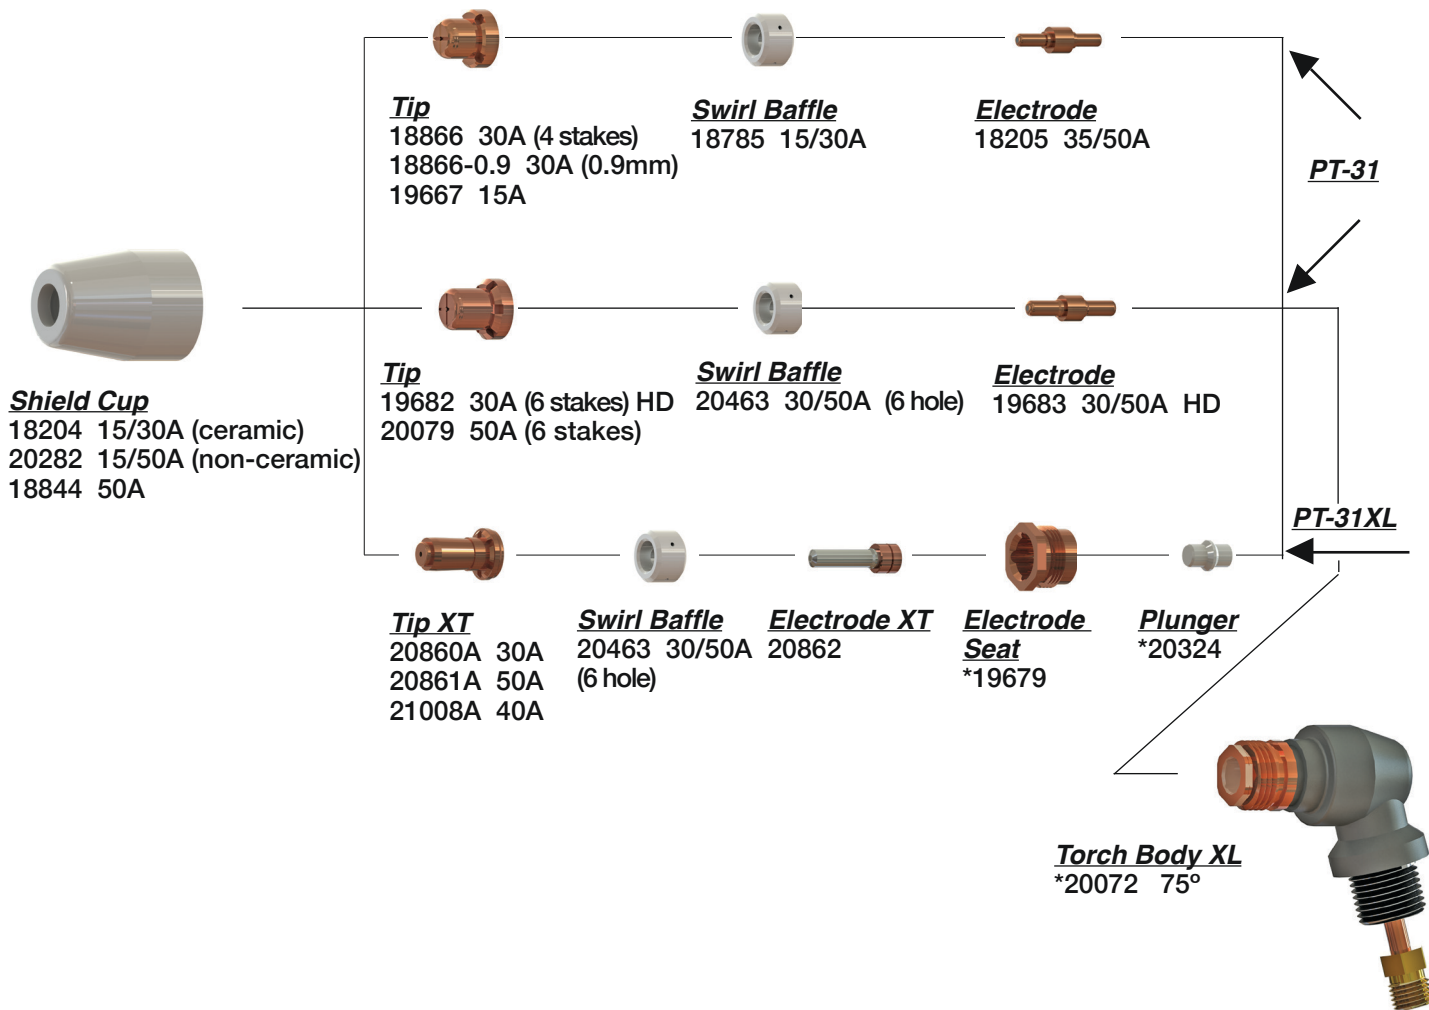 Tip
18866 30A (4 stakes)
18866-0.9 30A (0.9mm)
19667 15A
Swirl Baffle
18785 15/30A
Electrode
18205 35/50A
PT-31
Shield Cup
18204 15/30A (ceramic)
20282 15/50A (non-ceramic)
18844 50A
Tip
19682 30A (6 stakes) HD
20079 50A (6 stakes)
Swirl Baffle
20463 30/50A (6 hole)
Electrode
19683 30/50A HD
PT-31XL
Tip XT
20860A 30A
20861A 50A
21008A 40A
Swirl Baffle
20463 30/50A
(6 hole)
Electrode XT
20862
Electrode
Seat
*19679
Plunger
*20324
Torch Body XL
*20072 75º